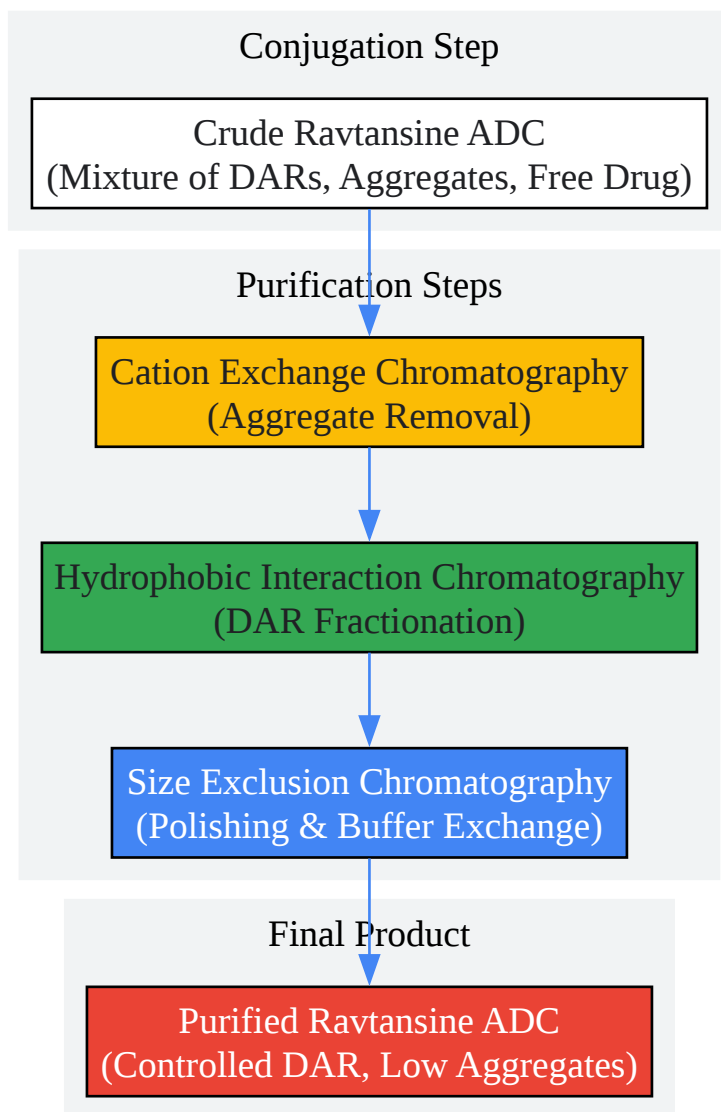 Conjugation Step
Crude Ravtansine ADC
(Mixture of DARs, Aggregates, Free Drug)
Purification Steps
Cation Exchange Chromatography
(Aggregate Removal)
Hydrophobic Interaction Chromatography
(DAR Fractionation)
Size Exclusion Chromatography
(Polishing & Buffer Exchange)
Final Product
Purified Ravtansine ADC
(Controlled DAR, Low Aggregates)